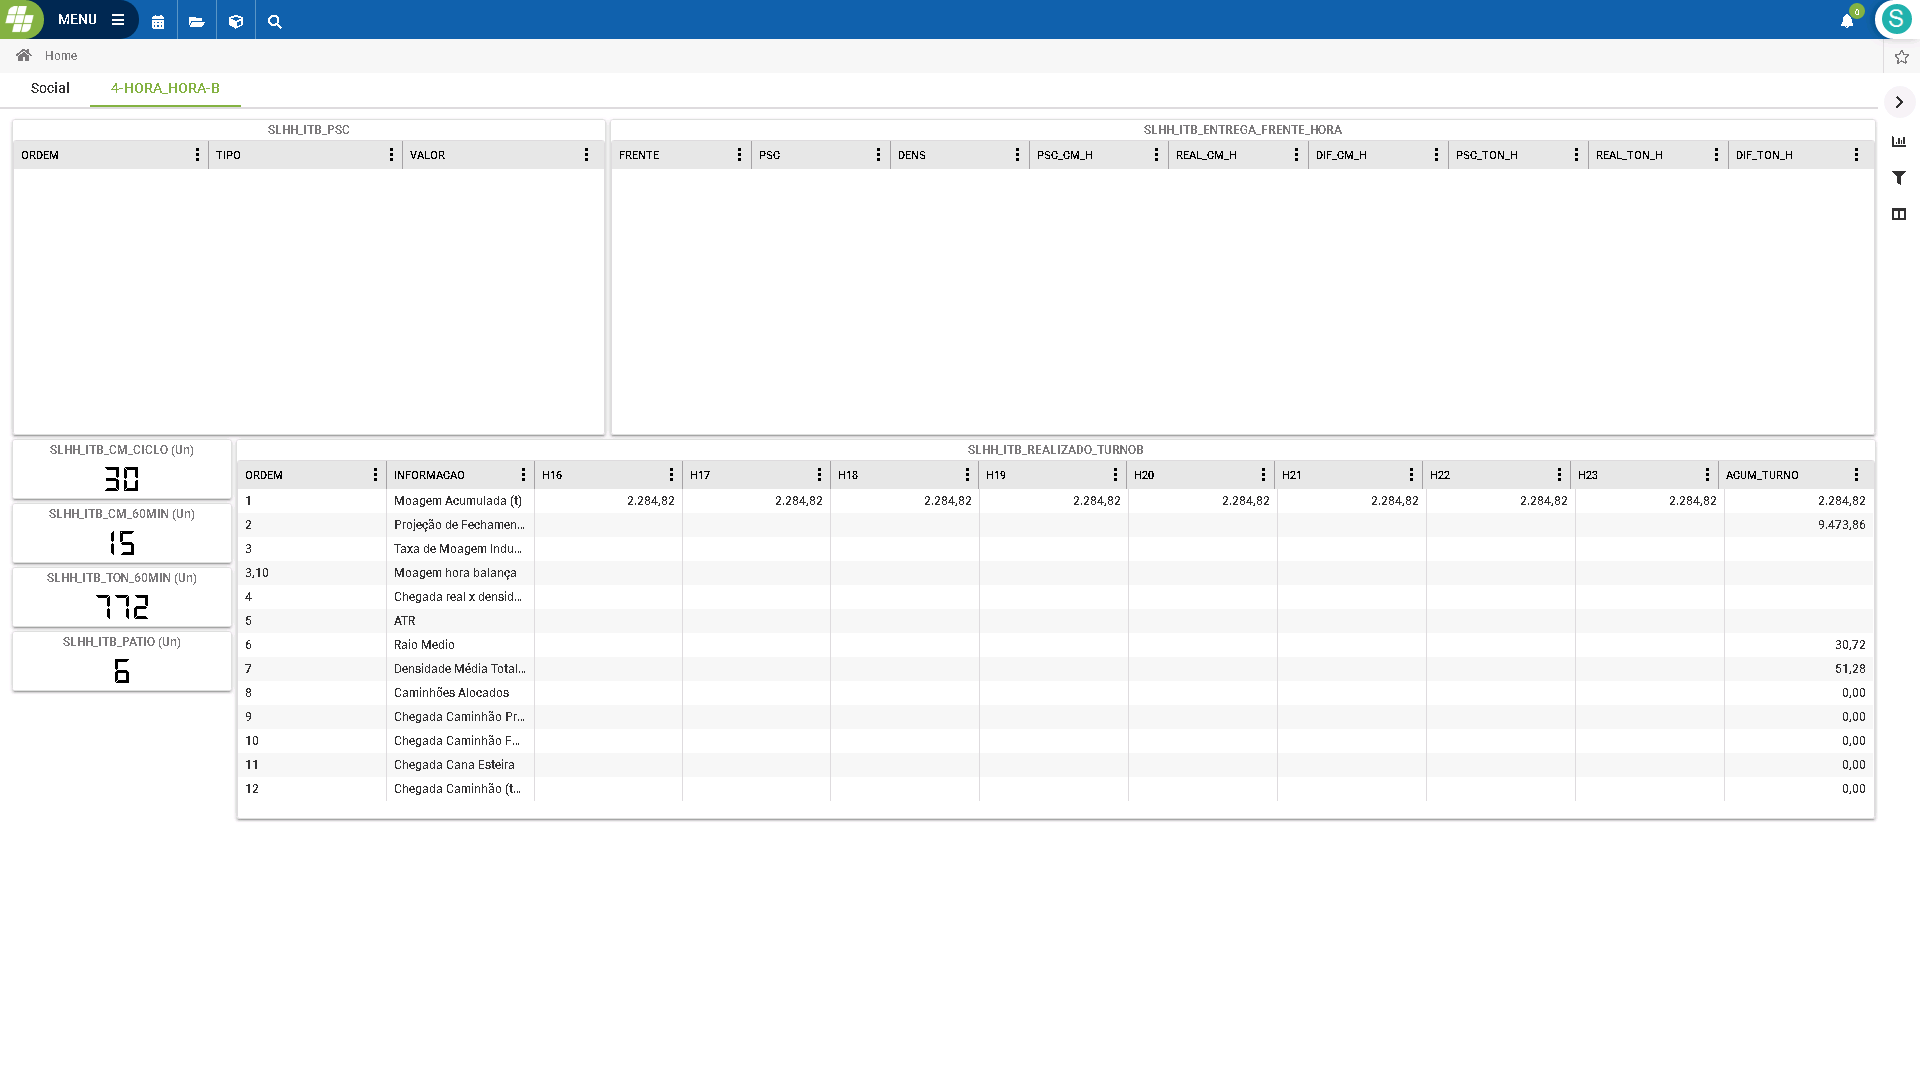 MENU
0
S
Home
Social
4-HORA_HORA-B
SLHH_ITB_PSC
ORDEM TIPO VALOR
SLHH_ITB_ENTREGA_FRENTE_HORA
FRENTE PSC DENS PSC_CM_H REAL_CM_H DIF_CM_H PSC_TON_H REAL_TON_H DIF_TON_H
SLHH_ITB_CM_CICLO (Un)
30
SLHH_ITB_CM_60MIN (Un)
15
SLHH_ITB_TON_60MIN (Un)
772
SLHH_ITB_PATIO (Un)
6
SLHH_ITB_REALIZADO_TURNOB
ORDEM INFORMACAO H16 H17 H18 H19 H20 H21 H22 H23 ACUM_TURNO
1 Moagem Acumulada (t) 2.284,82 2.284,82 2.284,82 2.284,82 2.284,82 2.284,82 2.284,82 2.284,82 2.284,82
2 Projeção de Fechamen... 9.473,86
3 Taxa de Moagem Indu...
3,10 Moagem hora balança
4 Chegada real x densid...
5 ATR
6 Raio Medio 30,72
7 Densidade Média Total... 51,28
8 Caminhões Alocados 0,00
9 Chegada Caminhão Pr... 0,00
10 Chegada Caminhão F... 0,00
11 Chegada Cana Esteira 0,00
12 Chegada Caminhão (t... 0,00